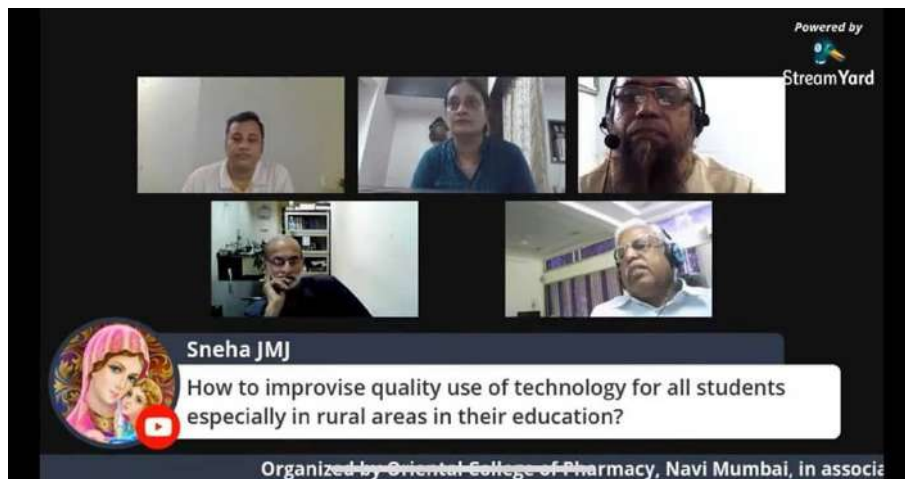 Powered by
StreamYard
Sneha JMJ
How to improvise quality use of technology for all students
especially in rural areas in their education?
Organized by Oriental College of Pharmacy, Navi Mumbai, in associa